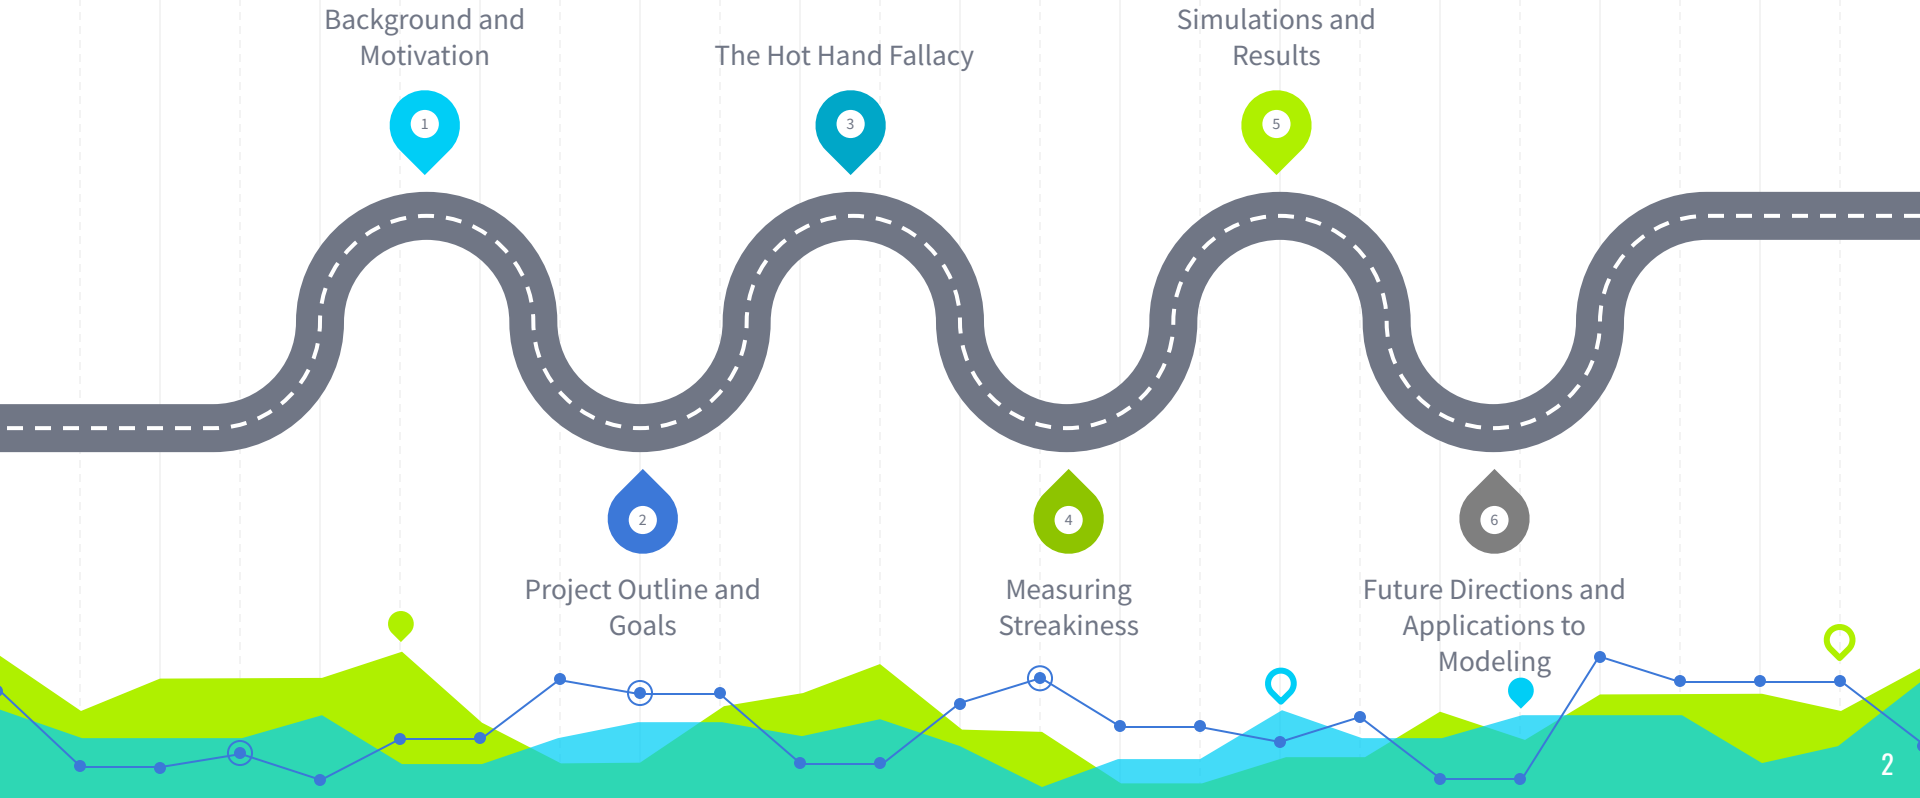 Background and
Motivation
1
Project Outline and
Goals
2
The Hot Hand Fallacy
3
Measuring
Streakiness
4
Simulations and
Results
5
Future Directions and
Applications to
Modeling
6
2